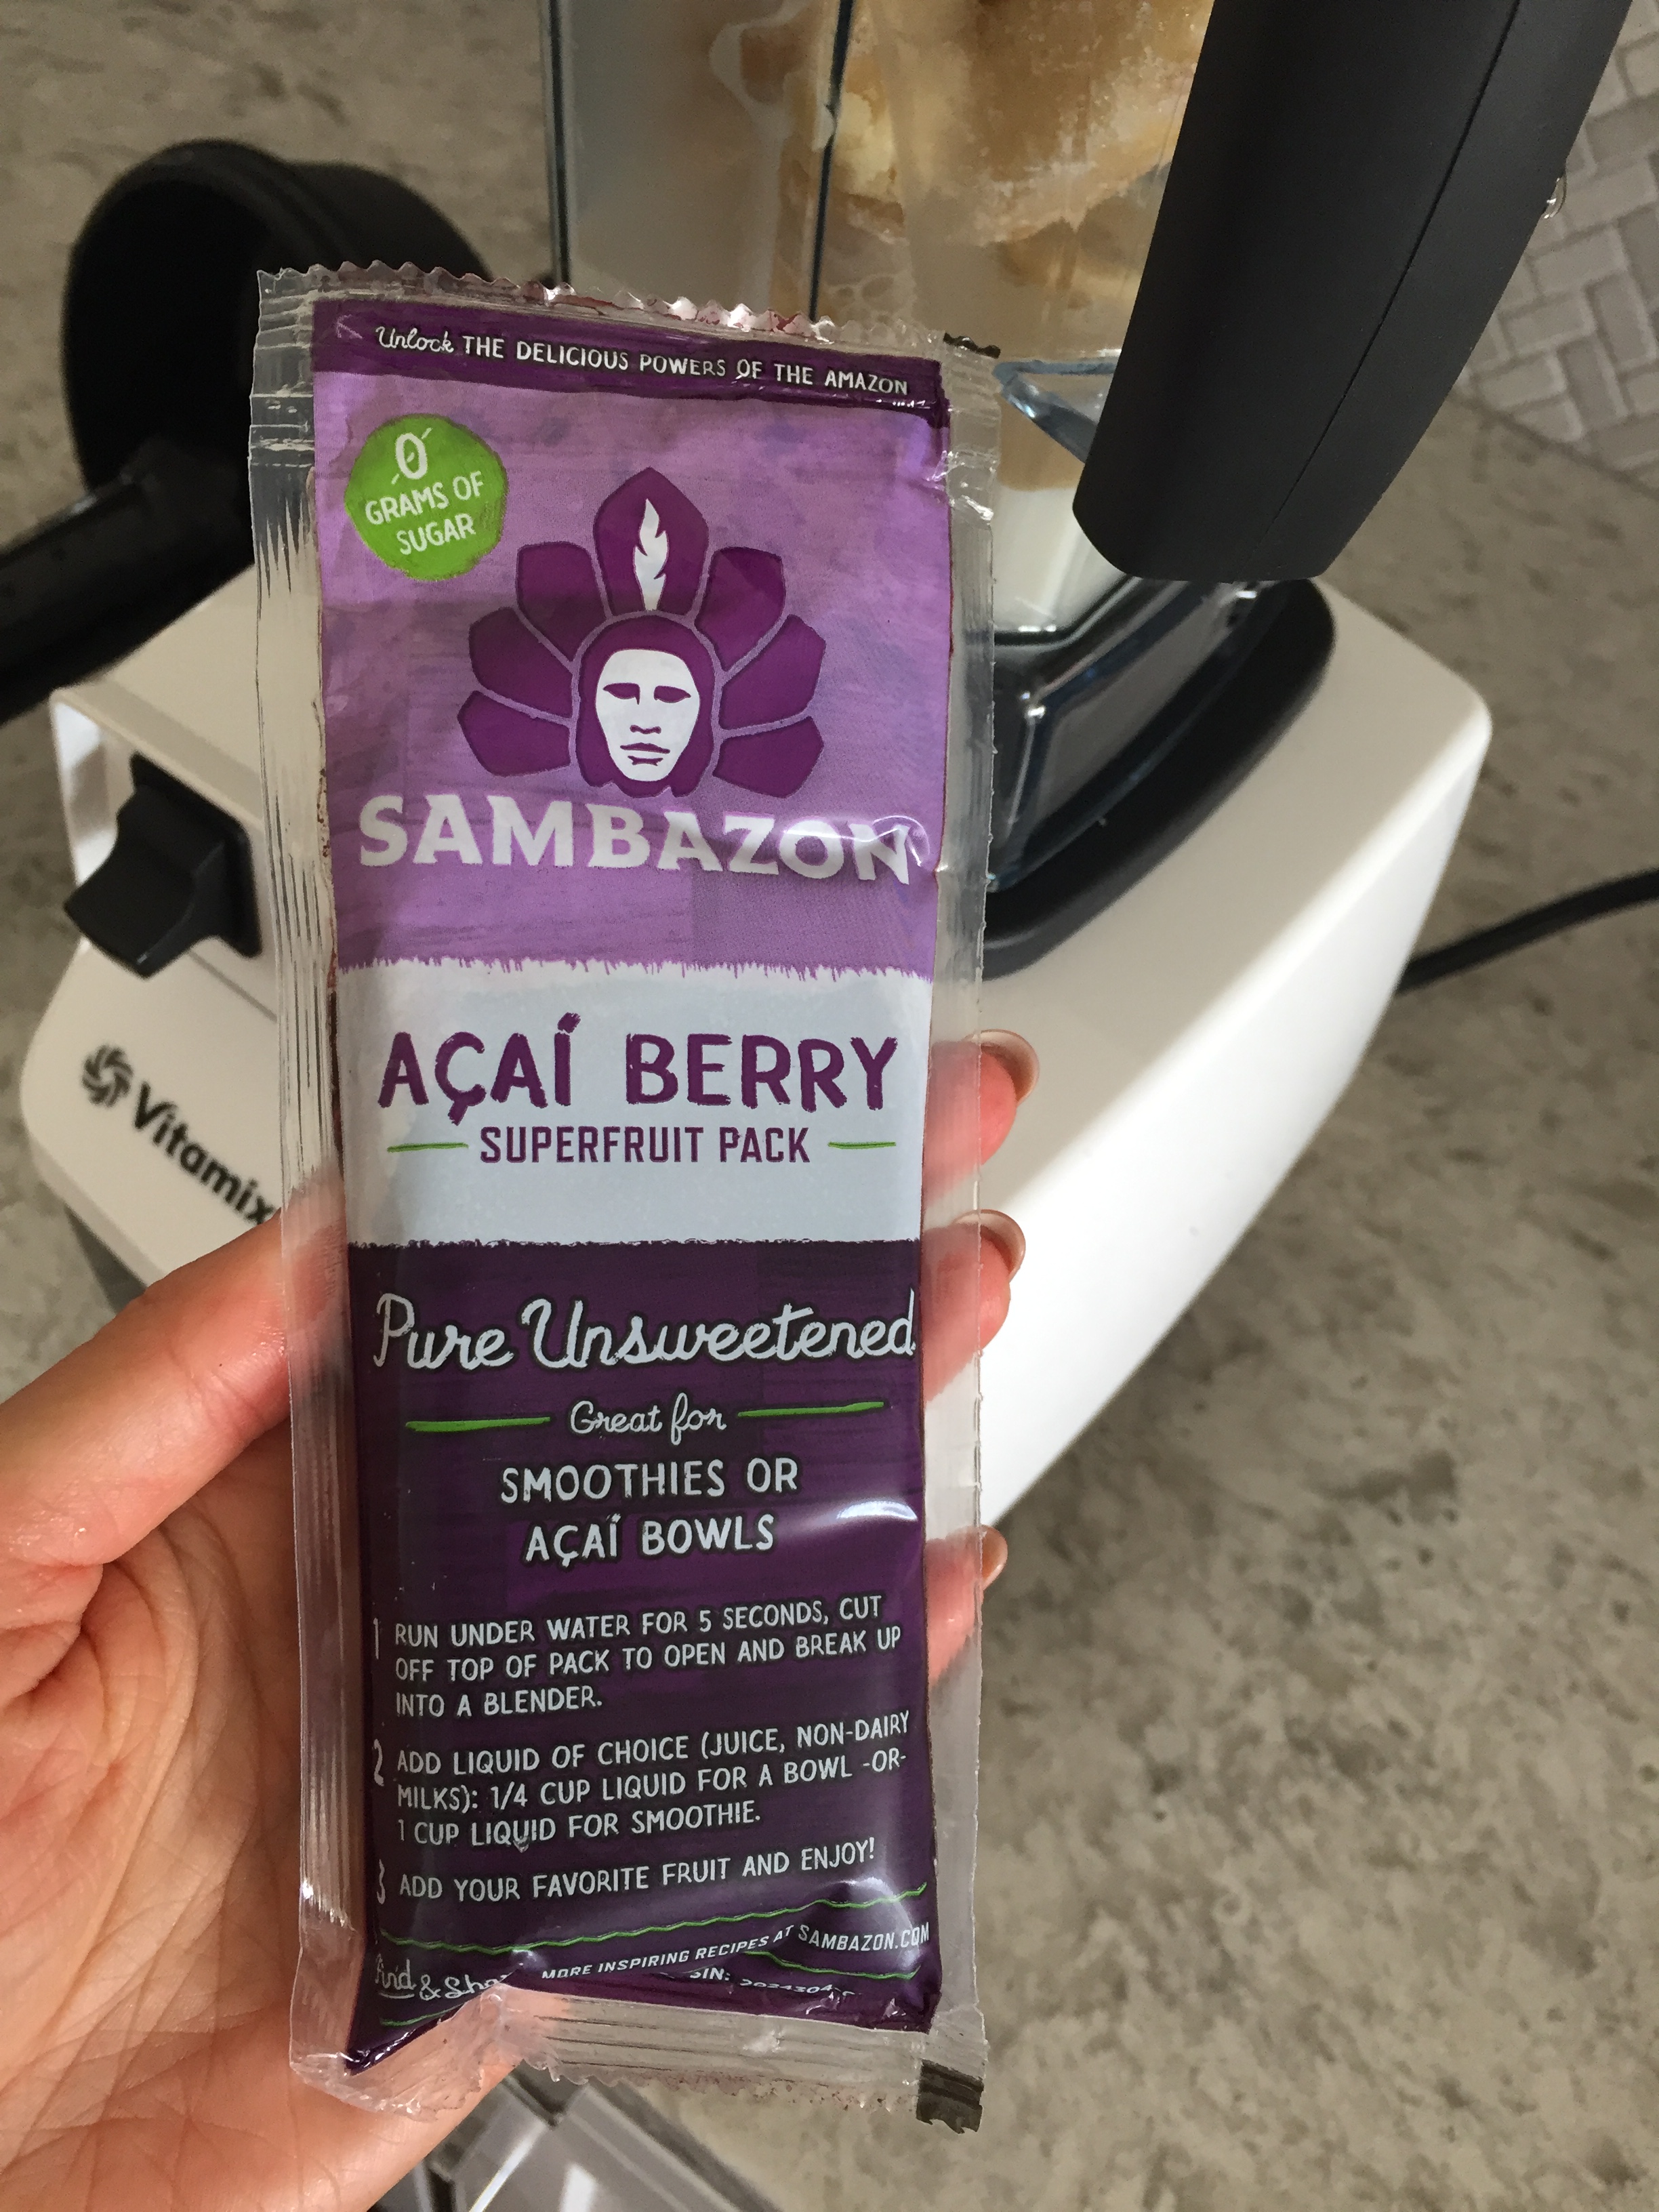 Unlock THE DELICIOUS POWERS OF THE AMAZON
0
GRAMS OF
SUGAR
SAMBAZON
AÇAÍ BERRY
SUPERFRUIT PACK
Pure Unsweetened
Great for
SMOOTHIES OR
AÇAÍ BOWLS
1 RUN UNDER WATER FOR 5 SECONDS, CUT
OFF TOP OF PACK TO OPEN AND BREAK UP
INTO A BLENDER.
2 ADD LIQUID OF CHOICE (JUICE, NON-DAIRY
MILKS): 1/4 CUP LIQUID FOR A BOWL -OR-
1 CUP LIQUID FOR SMOOTHIE.
3 ADD YOUR FAVORITE FRUIT AND ENJOY!
& MORE INSPIRING RECIPES AT SAMBAZON.COM
Vitamix